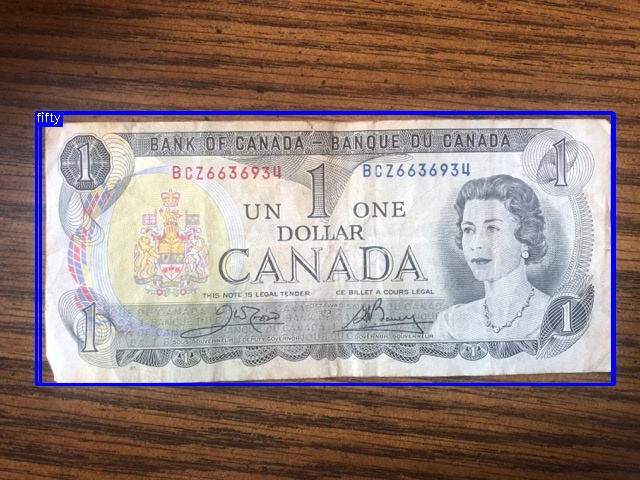 fifty
BANK OF CANADA – BANQUE DU CANADA
1 1
BCZ6636934 BCZ6636934
1
UN ONE
DOLLAR
CANADA
THIS NOTE IS LEGAL TENDER CE BILLET A COURS LÉGAL
1 1